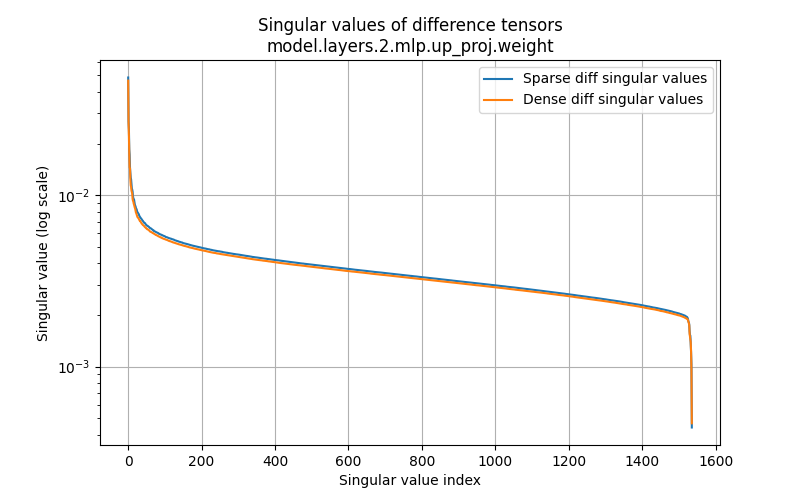 Singular values of difference tensors
model.layers.2.mlp.up_proj.weight
Sparse diff singular values
Dense diff singular values
Singular value (log scale)
10⁻²
10⁻³
0 200 400 600 800 1000 1200 1400 1600
Singular value index